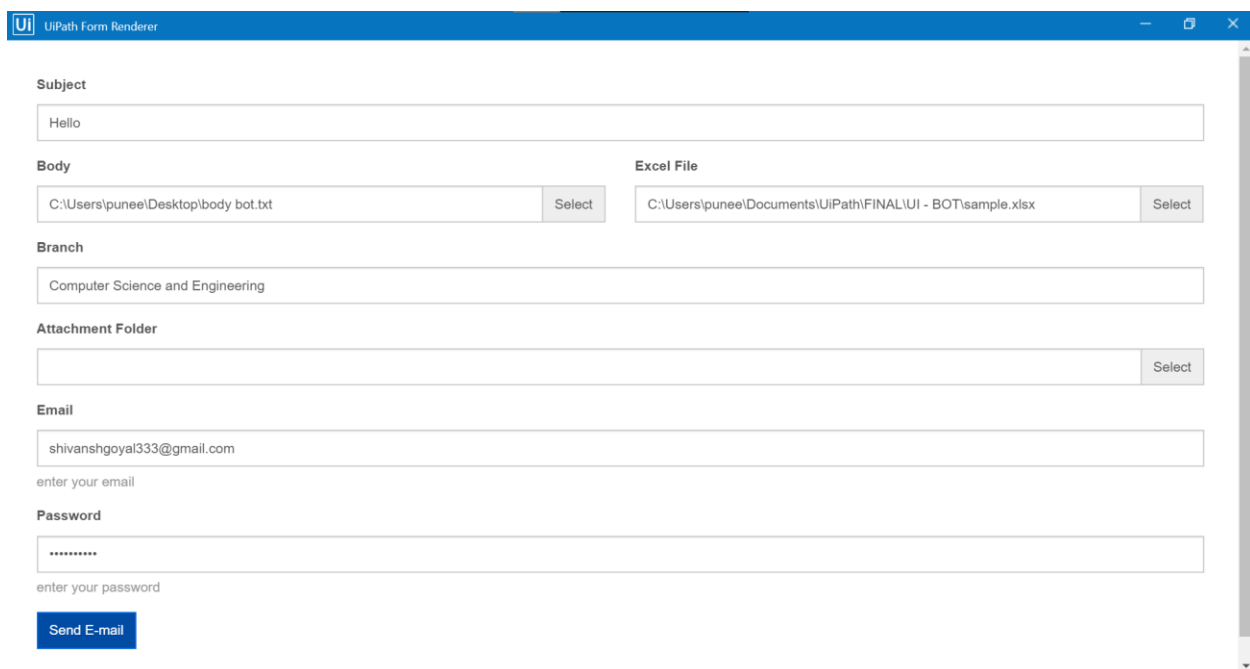 Ui UiPath Form Renderer
Subject
Hello
Body
Excel File
C:\Users\punee\Desktop\body bot.txt Select
C:\Users\punee\Documents\UiPath\FINAL\UI - BOT\sample.xlsx Select
Branch
Computer Science and Engineering
Attachment Folder
Select
Email
shivanshgoyal333@gmail.com
enter your email
Password
••••••••••
enter your password
Send E-mail